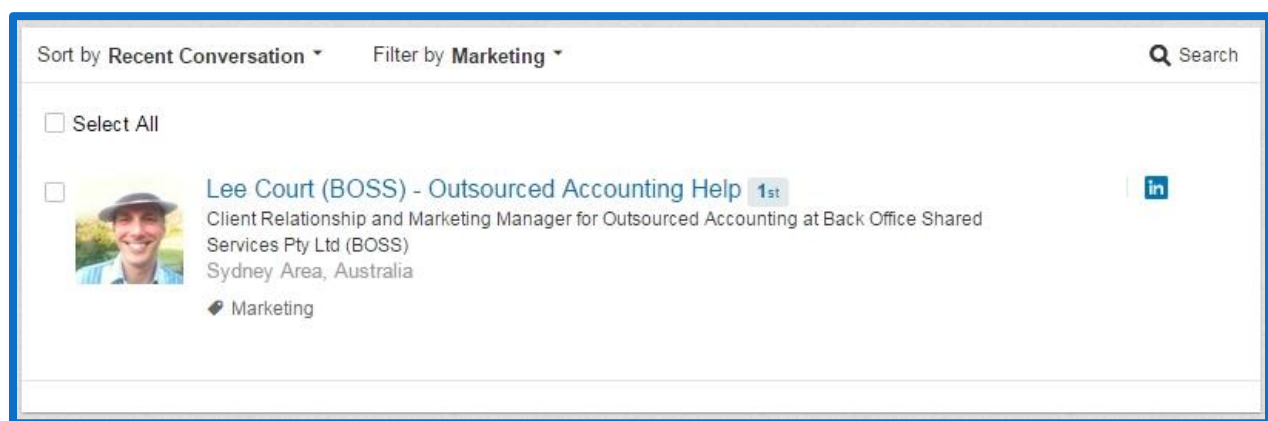 Sort by Recent Conversation Filter by Marketing Search
Select All
Lee Court (BOSS) - Outsourced Accounting Help 1st
Client Relationship and Marketing Manager for Outsourced Accounting at Back Office Shared
Services Pty Ltd (BOSS)
Sydney Area, Australia
Marketing
in